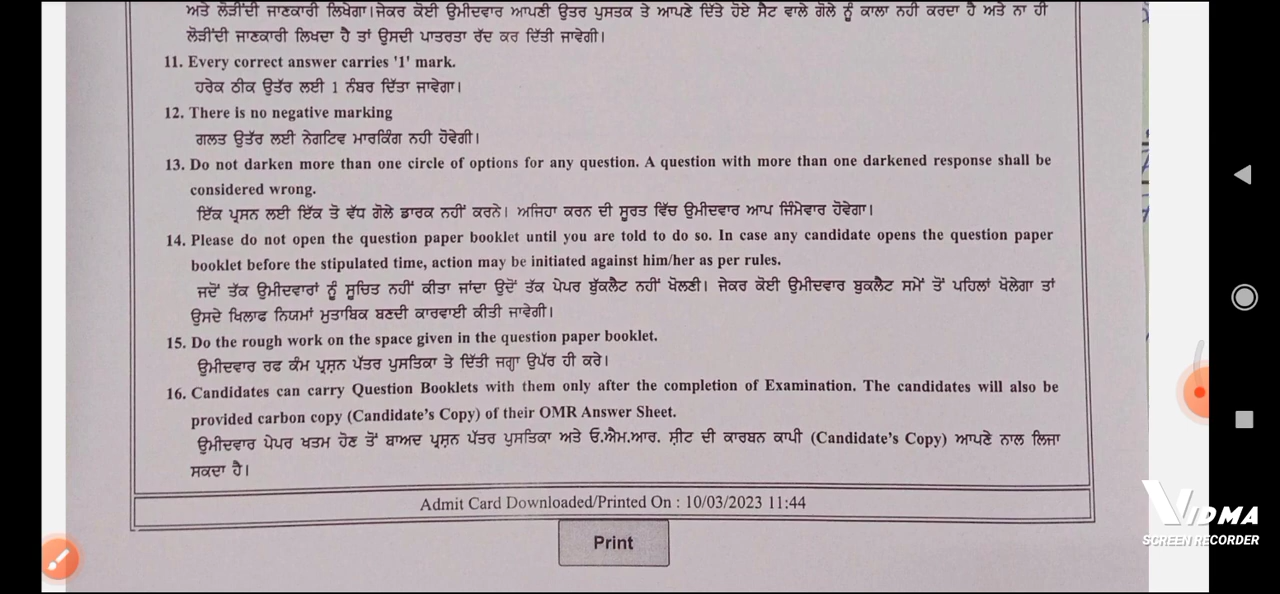 ਅਤੇ ਲੋੜੀਂਦੀ ਜਾਣਕਾਰੀ ਲਿਖੇਗਾ।ਜੇਕਰ ਕੋਈ ਉਮੀਦਵਾਰ ਆਪਣੀ ਉਤਰ ਪੁਸਤਕ ਤੇ ਆਪਣੇ ਦਿੱਤੇ ਹੋਏ ਸੈਟ ਵਾਲੇ ਗੋਲੇ ਨੂੰ ਕਾਲਾ ਨਹੀ ਕਰਦਾ ਹੈ ਅਤੇ ਨਾ ਹੀ
ਲੋੜੀਂਦੀ ਜਾਣਕਾਰੀ ਲਿਖਦਾ ਹੈ ਤਾਂ ਉਸਦੀ ਪਾਤਰਤਾ ਰੱਦ ਕਰ ਦਿੱਤੀ ਜਾਵੇਗੀ।
11. Every correct answer carries '1' mark.
ਹਰੇਕ ਠੀਕ ਉਤੱਰ ਲਈ 1 ਨੰਬਰ ਦਿੱਤਾ ਜਾਵੇਗਾ।
12. There is no negative marking
ਗਲਤ ਉਤੱਰ ਲਈ ਨੇਗਟਿਵ ਮਾਰਕਿੰਗ ਨਹੀ ਹੋਵੇਗੀ।
13. Do not darken more than one circle of options for any question. A question with more than one darkened response shall be
considered wrong.
ਇੱਕ ਪ੍ਰਸਨ ਲਈ ਇੱਕ ਤੋ ਵੱਧ ਗੋਲੇ ਡਾਰਕ ਨਹੀਂ ਕਰਨੇ। ਅਜਿਹਾ ਕਰਨ ਦੀ ਸੂਰਤ ਵਿੱਚ ਉਮੀਦਵਾਰ ਆਪ ਜਿੰਮੇਵਾਰ ਹੋਵੇਗਾ।
14. Please do not open the question paper booklet until you are told to do so. In case any candidate opens the question paper
booklet before the stipulated time, action may be initiated against him/her as per rules.
ਜਦੋਂ ਤੱਕ ਉਮੀਦਵਾਰਾਂ ਨੂੰ ਸੂਚਿਤ ਨਹੀਂ ਕੀਤਾ ਜਾਂਦਾ ਉਦੋਂ ਤੱਕ ਪੇਪਰ ਬੁੱਕਲੈਟ ਨਹੀਂ ਖੋਲਣੀ। ਜੇਕਰ ਕੋਈ ਉਮੀਦਵਾਰ ਬੁਕਲੈਟ ਸਮੇਂ ਤੋਂ ਪਹਿਲਾਂ ਖੋਲੇਗਾ ਤਾਂ
ਉਸਦੇ ਖਿਲਾਫ ਨਿਯਮਾਂ ਮੁਤਾਬਿਕ ਬਣਦੀ ਕਾਰਵਾਈ ਕੀਤੀ ਜਾਵੇਗੀ।
15. Do the rough work on the space given in the question paper booklet.
ਉਮੀਦਵਾਰ ਰਫ ਕੰਮ ਪ੍ਰਸ਼ਨ ਪੱਤਰ ਪੁਸਤਿਕਾ ਤੇ ਦਿੱਤੀ ਜਗ੍ਹਾ ਉਪੱਰ ਹੀ ਕਰੇ।
16. Candidates can carry Question Booklets with them only after the completion of Examination. The candidates will also be
provided carbon copy (Candidate's Copy) of their OMR Answer Sheet.
ਉਮੀਦਵਾਰ ਪੇਪਰ ਖਤਮ ਹੋਣ ਤੋਂ ਬਾਅਦ ਪ੍ਰਸ਼ਨ ਪੱਤਰ ਪੁਸਤਿਕਾ ਅਤੇ ਓ.ਐਮ.ਆਰ. ਸ਼ੀਟ ਦੀ ਕਾਰਬਨ ਕਾਪੀ (Candidate's Copy) ਆਪਣੇ ਨਾਲ ਲਿਜਾ
ਸਕਦਾ ਹੈ।
Admit Card Downloaded/Printed On : 10/03/2023 11:44
Print
VIDMA
SCREEN RECORDER